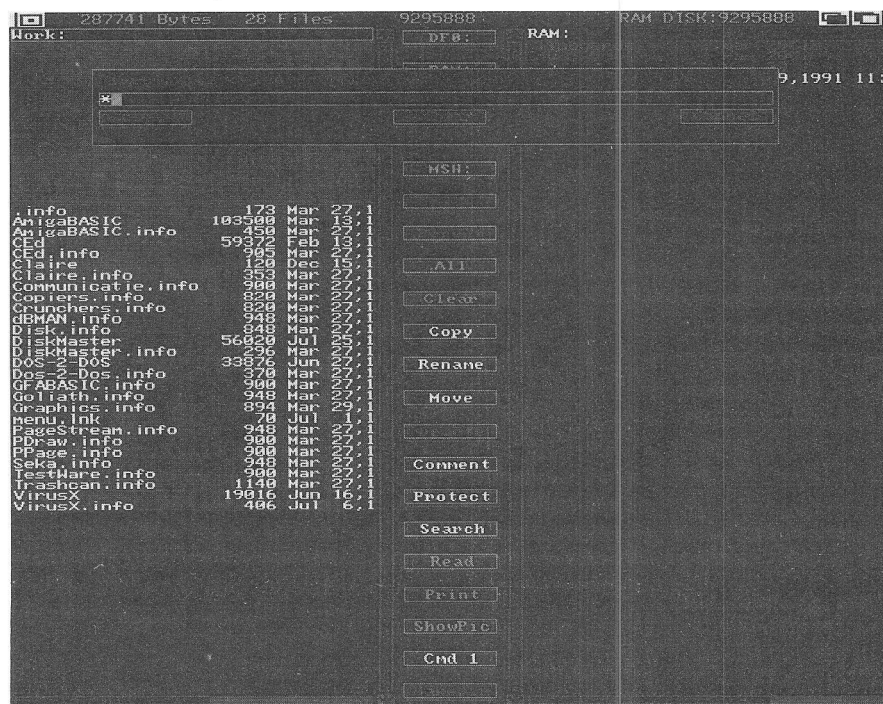 287741 Bytes 28 Files 9295888 RAM DISK:9295888
Work: DF0: RAM:
9,1991 11:
*
MSH:
.info 173 Mar 27,1
AmigaBASIC 103500 Mar 13,1
AmigaBASIC.info 450 Mar 27,1
CEd 59372 Feb 13,1
CEd.info 905 Mar 27,1
Claire 120 Dec 15,1
Claire.info 353 Mar 27,1
Communicatie.info 900 Mar 27,1
Copiers.info 820 Mar 27,1
Crunchers.info 820 Mar 27,1
dBMAN.info 948 Mar 27,1
Disk.info 848 Mar 27,1
DiskMaster 56020 Jul 25,1
DiskMaster.info 296 Mar 27,1
DOS-2-DOS 33876 Jun 27,1
Dos-2-Dos.info 370 Mar 27,1
GFABASIC.info 900 Mar 27,1
Goliath.info 948 Mar 27,1
Graphics.info 894 Mar 29,1
menu.lnk 70 Jul 1,1
PageStream.info 948 Mar 27,1
PDraw.info 900 Mar 27,1
PPage.info 900 Mar 27,1
Seka.info 948 Mar 27,1
TestWare.info 900 Mar 27,1
Trashcan.info 1140 Mar 27,1
VirusX 19016 Jun 16,1
VirusX.info 406 Jul 6,1
All
Clear
Copy
Rename
Move
Comment
Protect
Search
Read
Print
ShowPic
Cmd 1